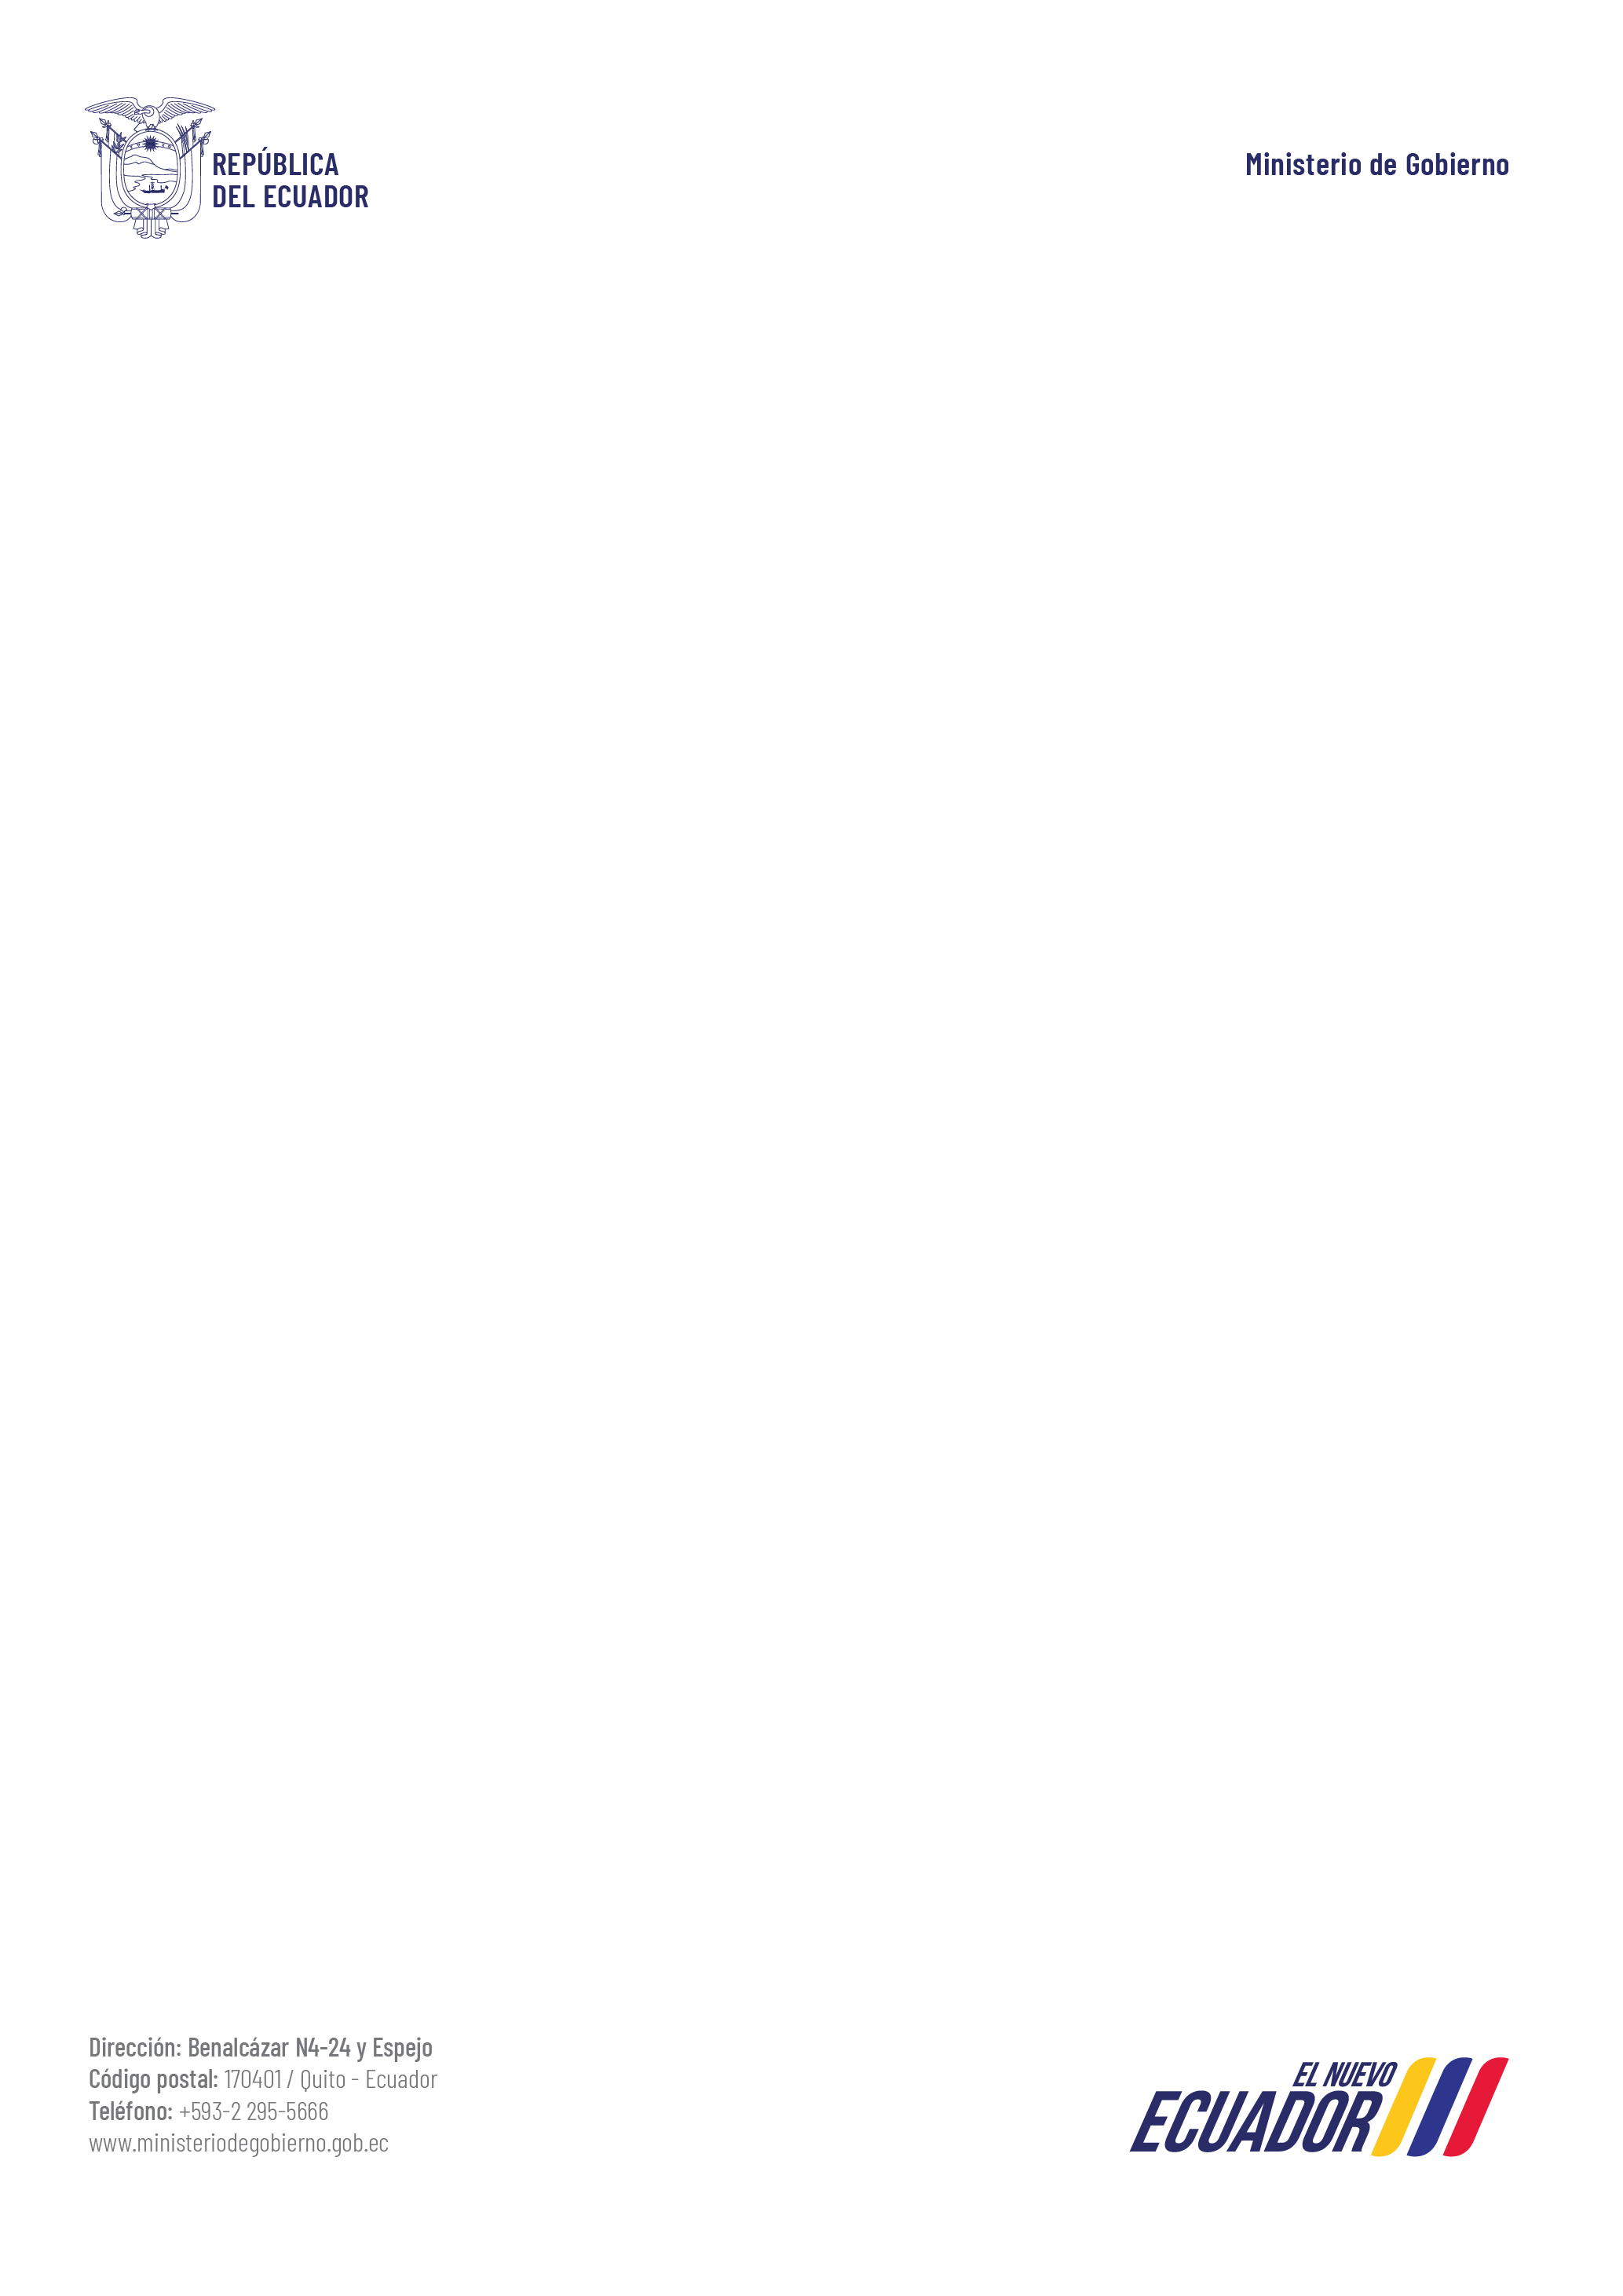 REPÚBLICA
DEL ECUADOR
Ministerio de Gobierno
Dirección: Benalcázar N4-24 y Espejo
Código postal: 170401 / Quito - Ecuador
Teléfono: +593-2 295-5666
www.ministeriodegobierno.gob.ec
EL NUEVO
ECUADOR